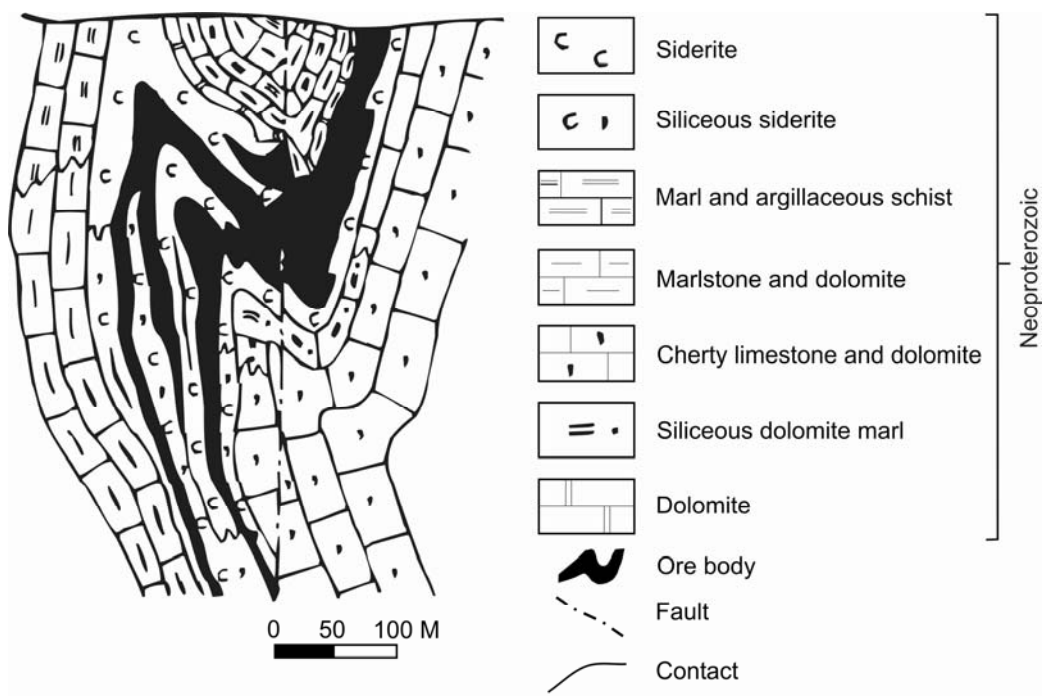 Siderite
Siliceous siderite
Marl and argillaceous schist
Marlstone and dolomite
Cherty limestone and dolomite
Siliceous dolomite marl
Dolomite
Ore body
Fault
Contact
Neoproterozoic
0 50 100 M